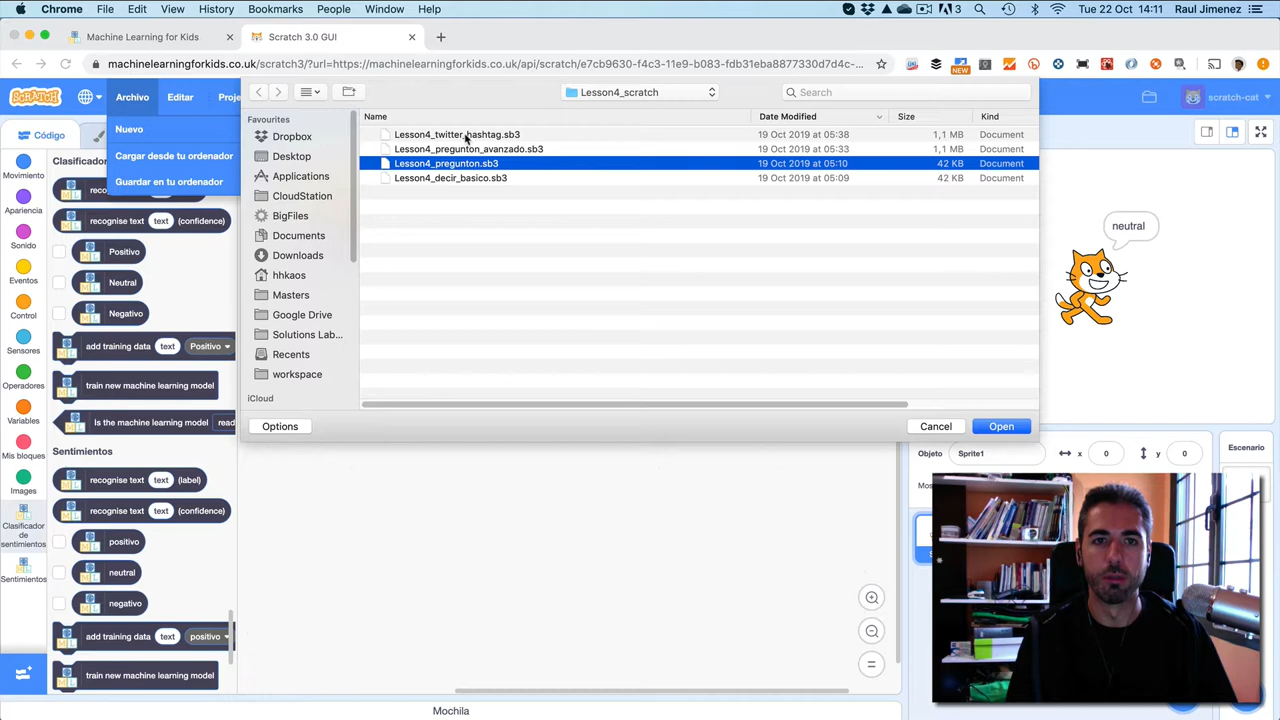 Chrome File Edit View History Bookmarks People Window Help 3 Tue 22 Oct 14:11 Raul Jimenez
Machine Learning for Kids
Scratch 3.0 GUI
machinelearningforkids.co.uk/scratch3/?url=https://machinelearningforkids.co.uk/api/scratch/e7cb9630-f4c3-11e9-b083-fdb31eba8877330d7d4c-...
NEW
SCRATCH Archivo Editar Proye
scratch-cat
Lesson4_scratch
Search
Código
Nuevo
Cargar desde tu ordenador
Guardar en tu ordenador
Movimiento
Apariencia
Sonido
Eventos
Control
Sensores
Operadores
Variables
Mis bloques
Images
Clasificador de sentimientos
Sentimientos
Clasificador
reco
recognise text text (confidence)
Positivo
Neutral
Negativo
add training data text Positivo
train new machine learning model
Is the machine learning model read
Sentimientos
recognise text text (label)
recognise text text (confidence)
positivo
neutral
negativo
add training data text positivo
train new machine learning model
Favourites
Dropbox
Desktop
Applications
CloudStation
BigFiles
Documents
Downloads
hhkaos
Masters
Google Drive
Solutions Lab...
Recents
workspace
iCloud
Name Date Modified Size Kind
Lesson4_twitter_hashtag.sb3 19 Oct 2019 at 05:38 1,1 MB Document
Lesson4_pregunton_avanzado.sb3 19 Oct 2019 at 05:33 1,1 MB Document
Lesson4_pregunton.sb3 19 Oct 2019 at 05:10 42 KB Document
Lesson4_decir_basico.sb3 19 Oct 2019 at 05:09 42 KB Document
Options Cancel Open
neutral
Objeto Sprite1 x 0 y 0
Escenario
Mos
Mochila